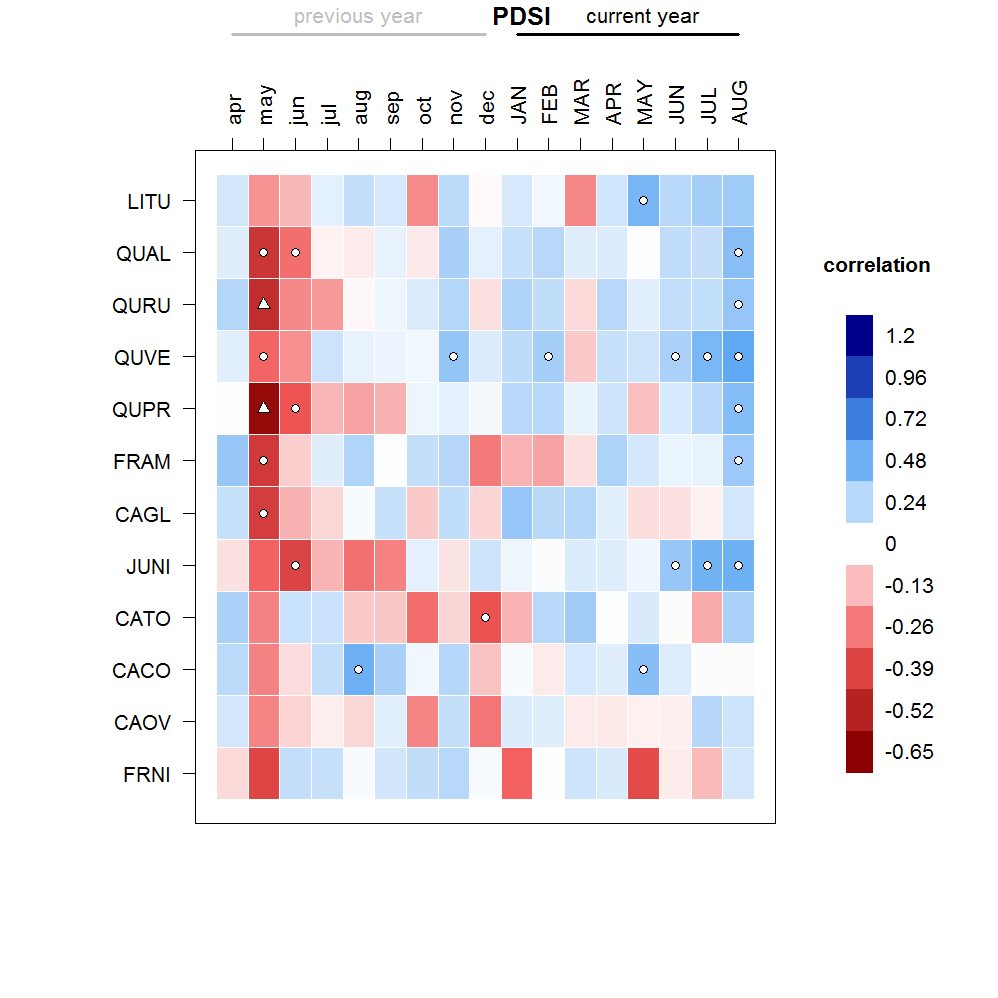 previous year PDSI current year
apr may jun jul aug sep oct nov dec JAN FEB MAR APR MAY JUN JUL AUG
LITU
QUAL
QURU
QUVE
QUPR
FRAM
CAGL
JUNI
CATO
CACO
CAOV
FRNI
correlation
1.2
0.96
0.72
0.48
0.24
0
-0.13
-0.26
-0.39
-0.52
-0.65